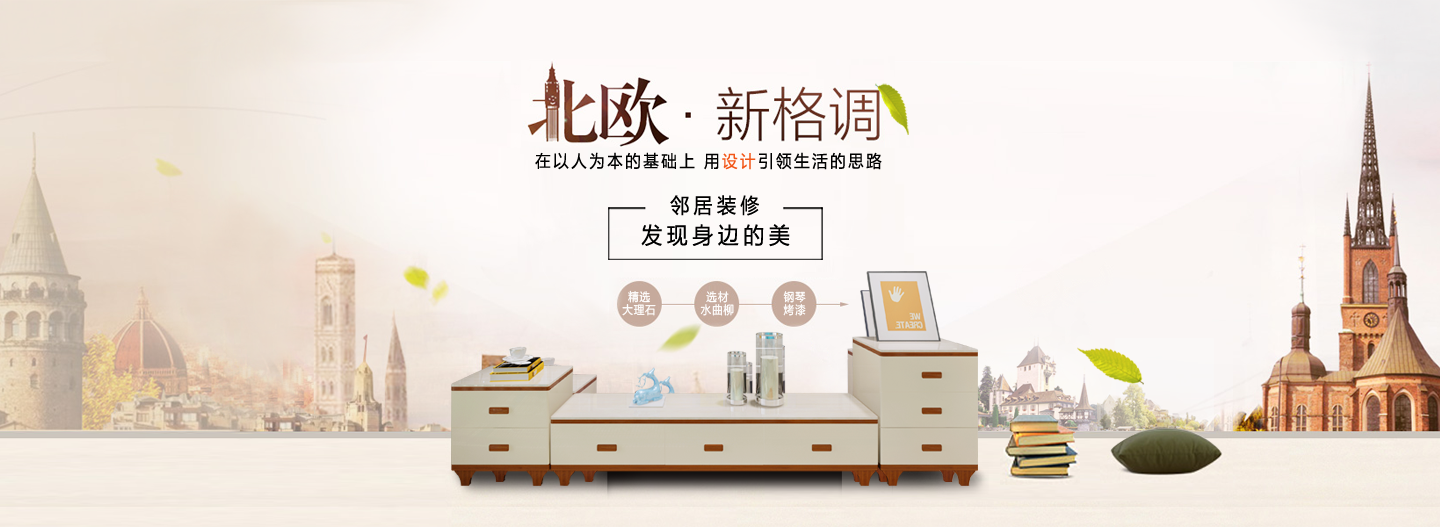 北欧·新格调
在以人为本的基础上 用设计引领生活的思路
邻居装修
发现身边的美
精选
大理石
选材
水曲柳
钢琴
烤漆
WE
CREATE